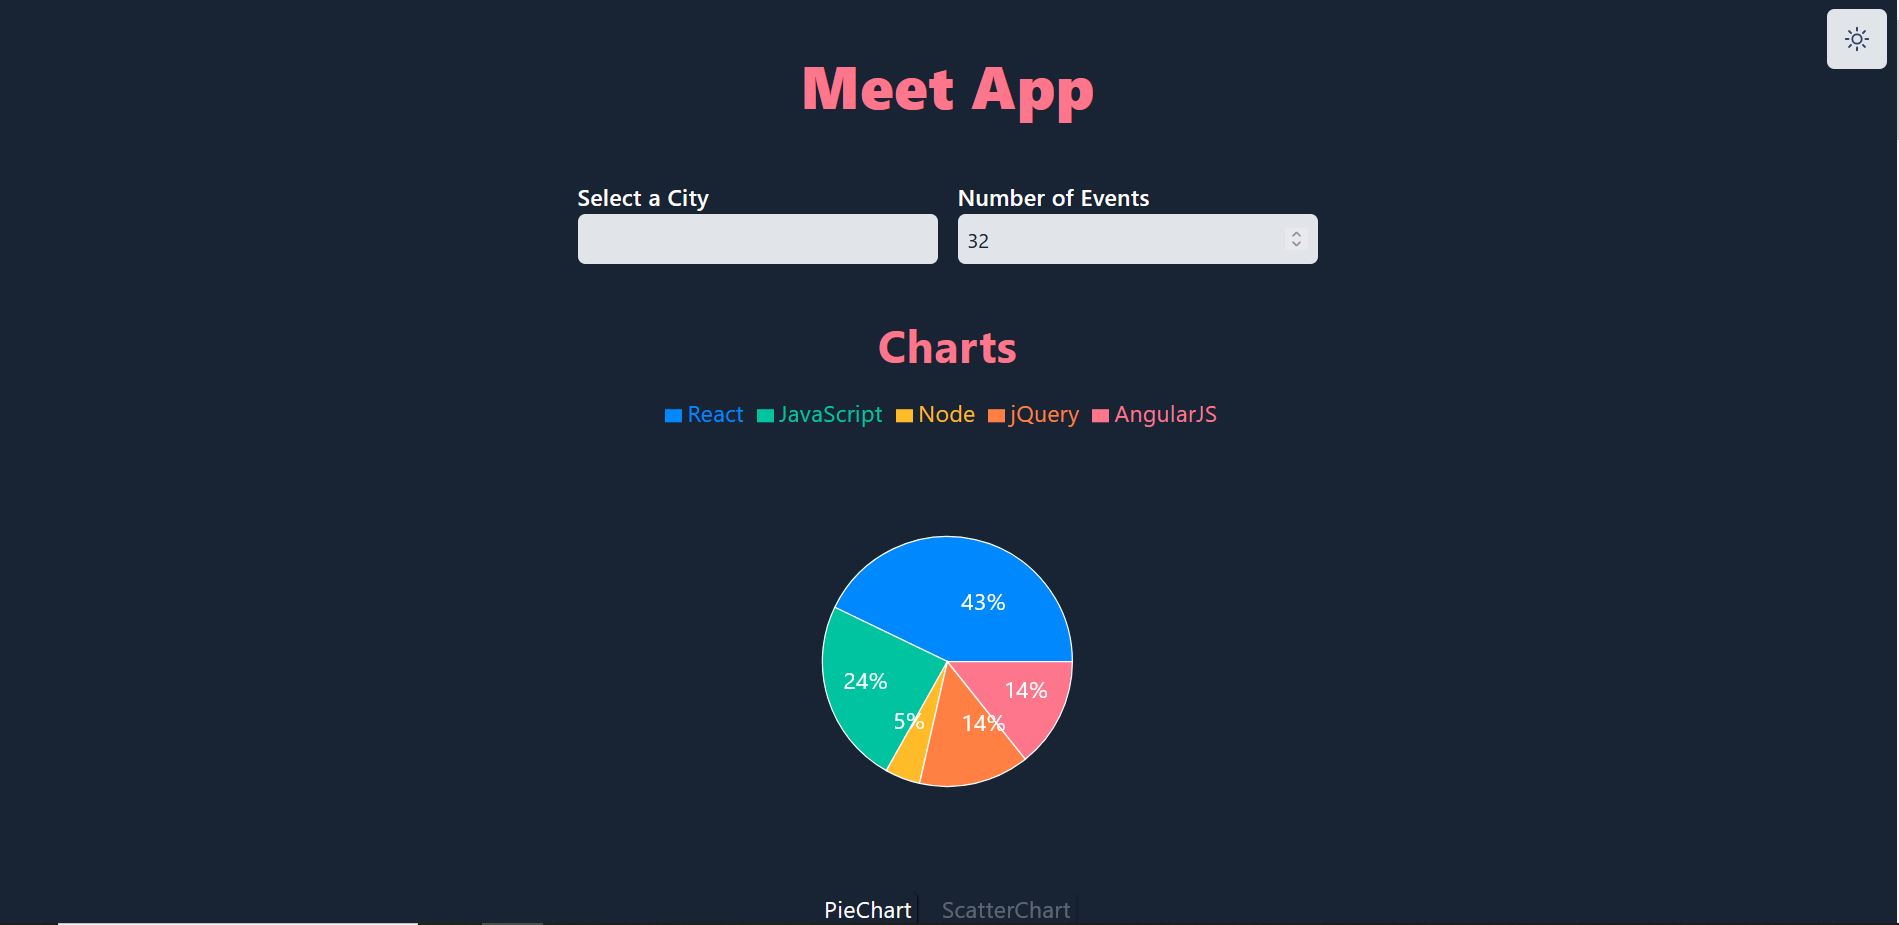 Meet App
Select a City Number of Events
32
Charts
React JavaScript Node jQuery AngularJS
43%
24% 14%
5% 14%
PieChart ScatterChart